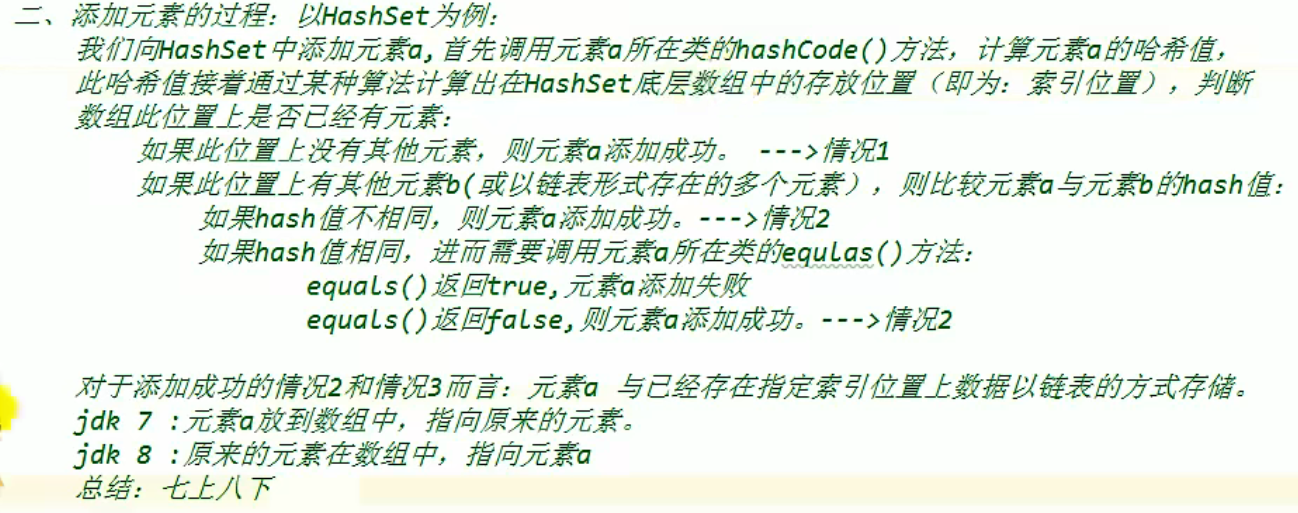 二、添加元素的过程：以HashSet为例：
我们向HashSet中添加元素a,首先调用元素a所在类的hashCode()方法，计算元素a的哈希值，
此哈希值接着通过某种算法计算出在HashSet底层数组中的存放位置（即为：索引位置），判断
数组此位置上是否已经有元素：
如果此位置上没有其他元素，则元素a添加成功。 --->情况1
如果此位置上有其他元素b(或以链表形式存在的多个元素），则比较元素a与元素b的hash值：
如果hash值不相同，则元素a添加成功。--->情况2
如果hash值相同，进而需要调用元素a所在类的equlas()方法：
equals()返回true,元素a添加失败
equals()返回false,则元素a添加成功。--->情况2
对于添加成功的情况2和情况3而言：元素a 与已经存在指定索引位置上数据以链表的方式存储。
jdk 7 :元素a放到数组中，指向原来的元素。
jdk 8 :原来的元素在数组中，指向元素a
总结：七上八下